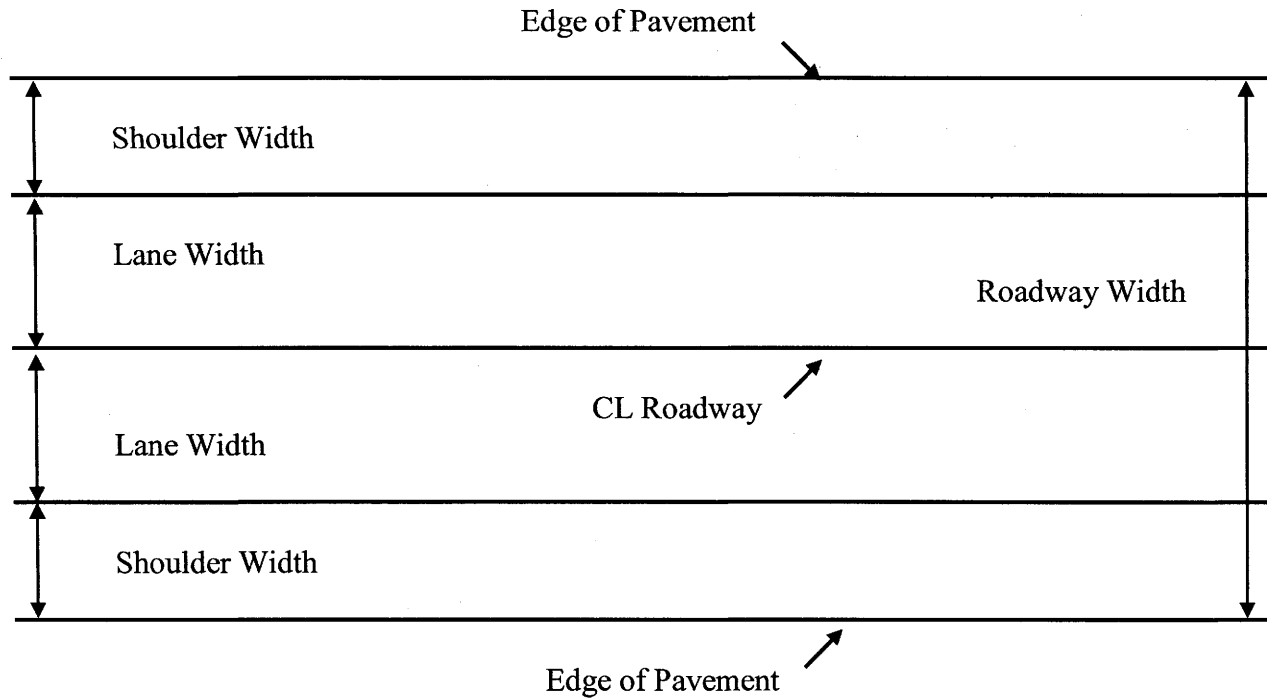 Edge of Pavement
Shoulder Width
Lane Width
Roadway Width
CL Roadway
Lane Width
Shoulder Width
Edge of Pavement